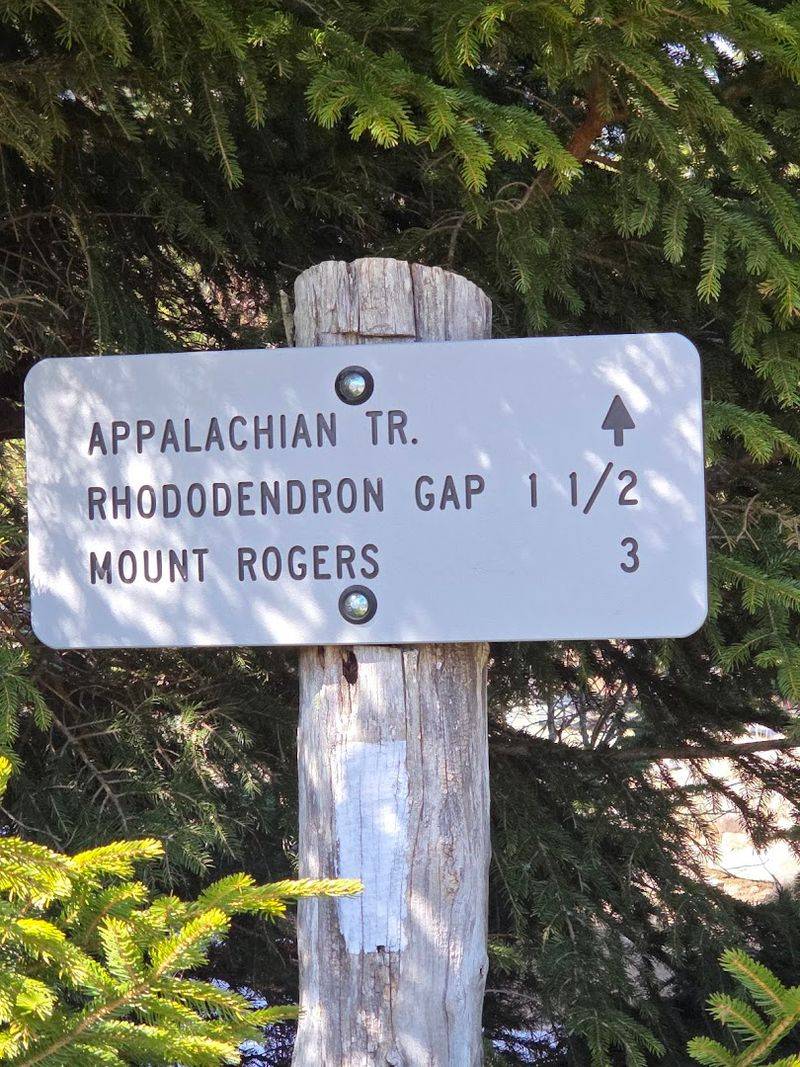 APPALACHIAN TR. ↑
RHODODENDRON GAP 1 1/2
MOUNT ROGERS 3